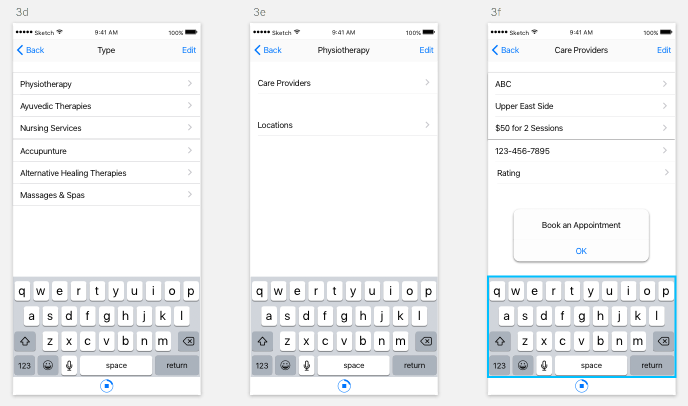 3d
Sketch 9:41 AM 100%
Back Type Edit
Physiotherapy
Ayuvedic Therapies
Nursing Services
Accupunture
Alternative Healing Therapies
Massages & Spas
q w e r t y u i o p
a s d f g h j k l
z x c v b n m
123 space return
3e
Sketch 9:41 AM 100%
Back Physiotherapy Edit
Care Providers
Locations
q w e r t y u i o p
a s d f g h j k l
z x c v b n m
123 space return
3f
Sketch 9:41 AM 100%
Back Care Providers Edit
ABC
Upper East Side
$50 for 2 Sessions
123-456-7895
Rating
Book an Appointment
OK
q w e r t y u i o p
a s d f g h j k l
z x c v b n m
123 space return